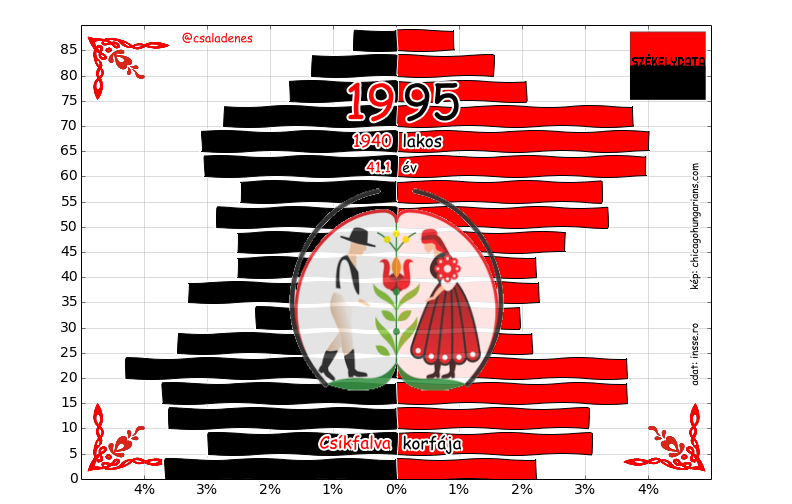 @csaladenes
SZÉKELYDATA
1995
1940 lakos
41,1 év
Csíkfalva korfája
kép: chicagohungarians.com
adat: insse.ro
85
80
75
70
65
60
55
50
45
40
35
30
25
20
15
10
5
0
4% 3% 2% 1% 0% 1% 2% 3% 4%